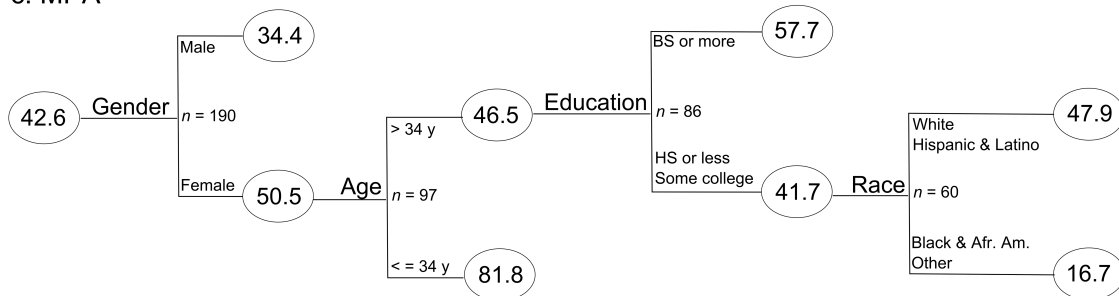 Male
34.4
42.6
Gender
n = 190
Female
50.5
Age
> 34 y
n = 97
< = 34 y
46.5
81.8
Education
BS or more
n = 86
HS or less
Some college
57.7
41.7
Race
White
Hispanic & Latino
n = 60
Black & Afr. Am.
Other
47.9
16.7